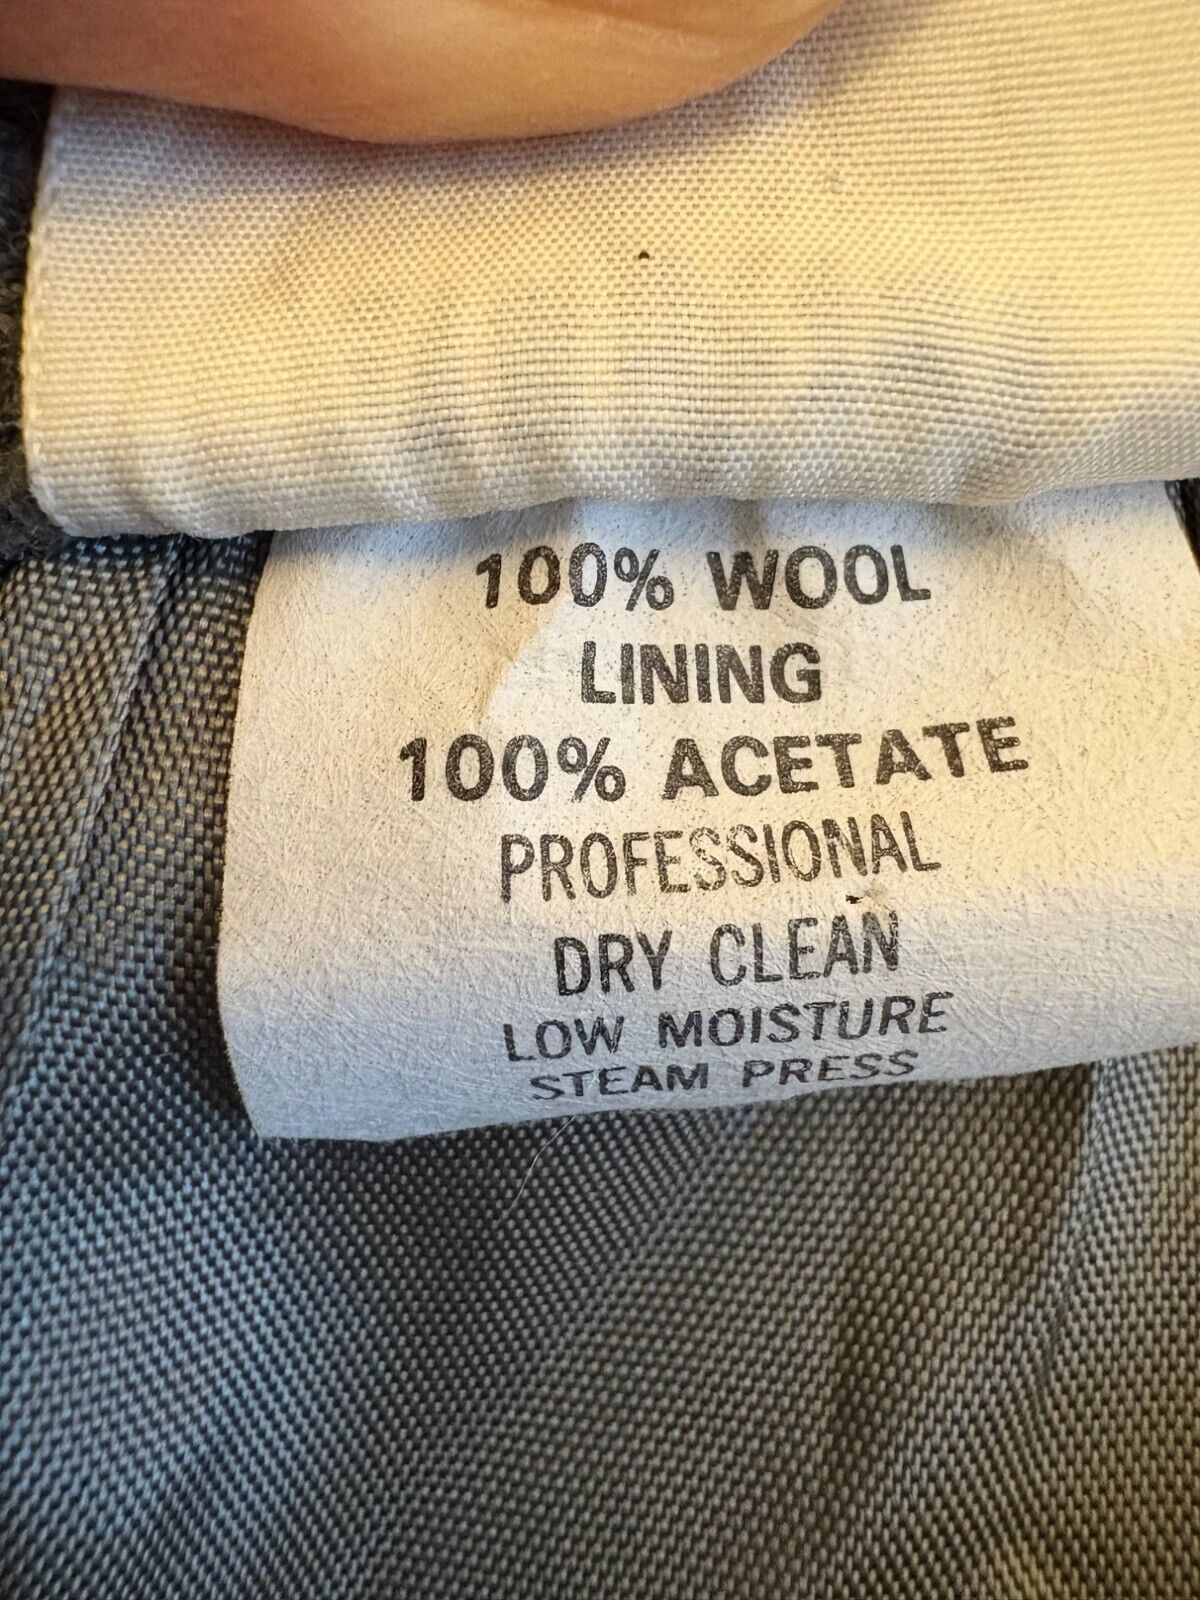 100% WOOL
LINING
100% ACETATE
PROFESSIONAL
DRY CLEAN
LOW MOISTURE
STEAM PRESS